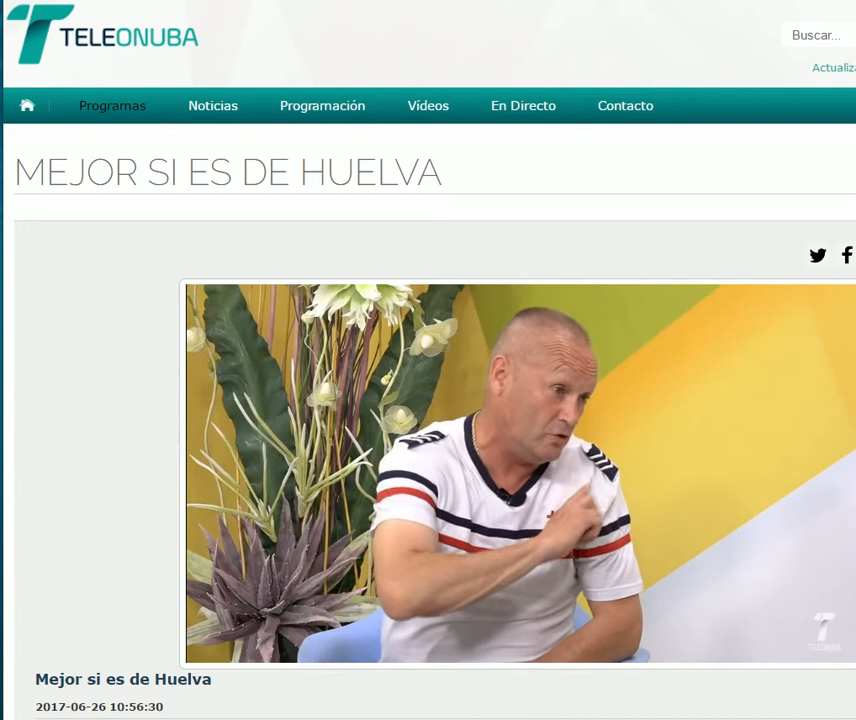 TELEONUBA
Buscar...
Actualiz
Programas Noticias Programación Vídeos En Directo Contacto
MEJOR SI ES DE HUELVA
TELEONUBA
Mejor si es de Huelva
2017-06-26 10:56:30